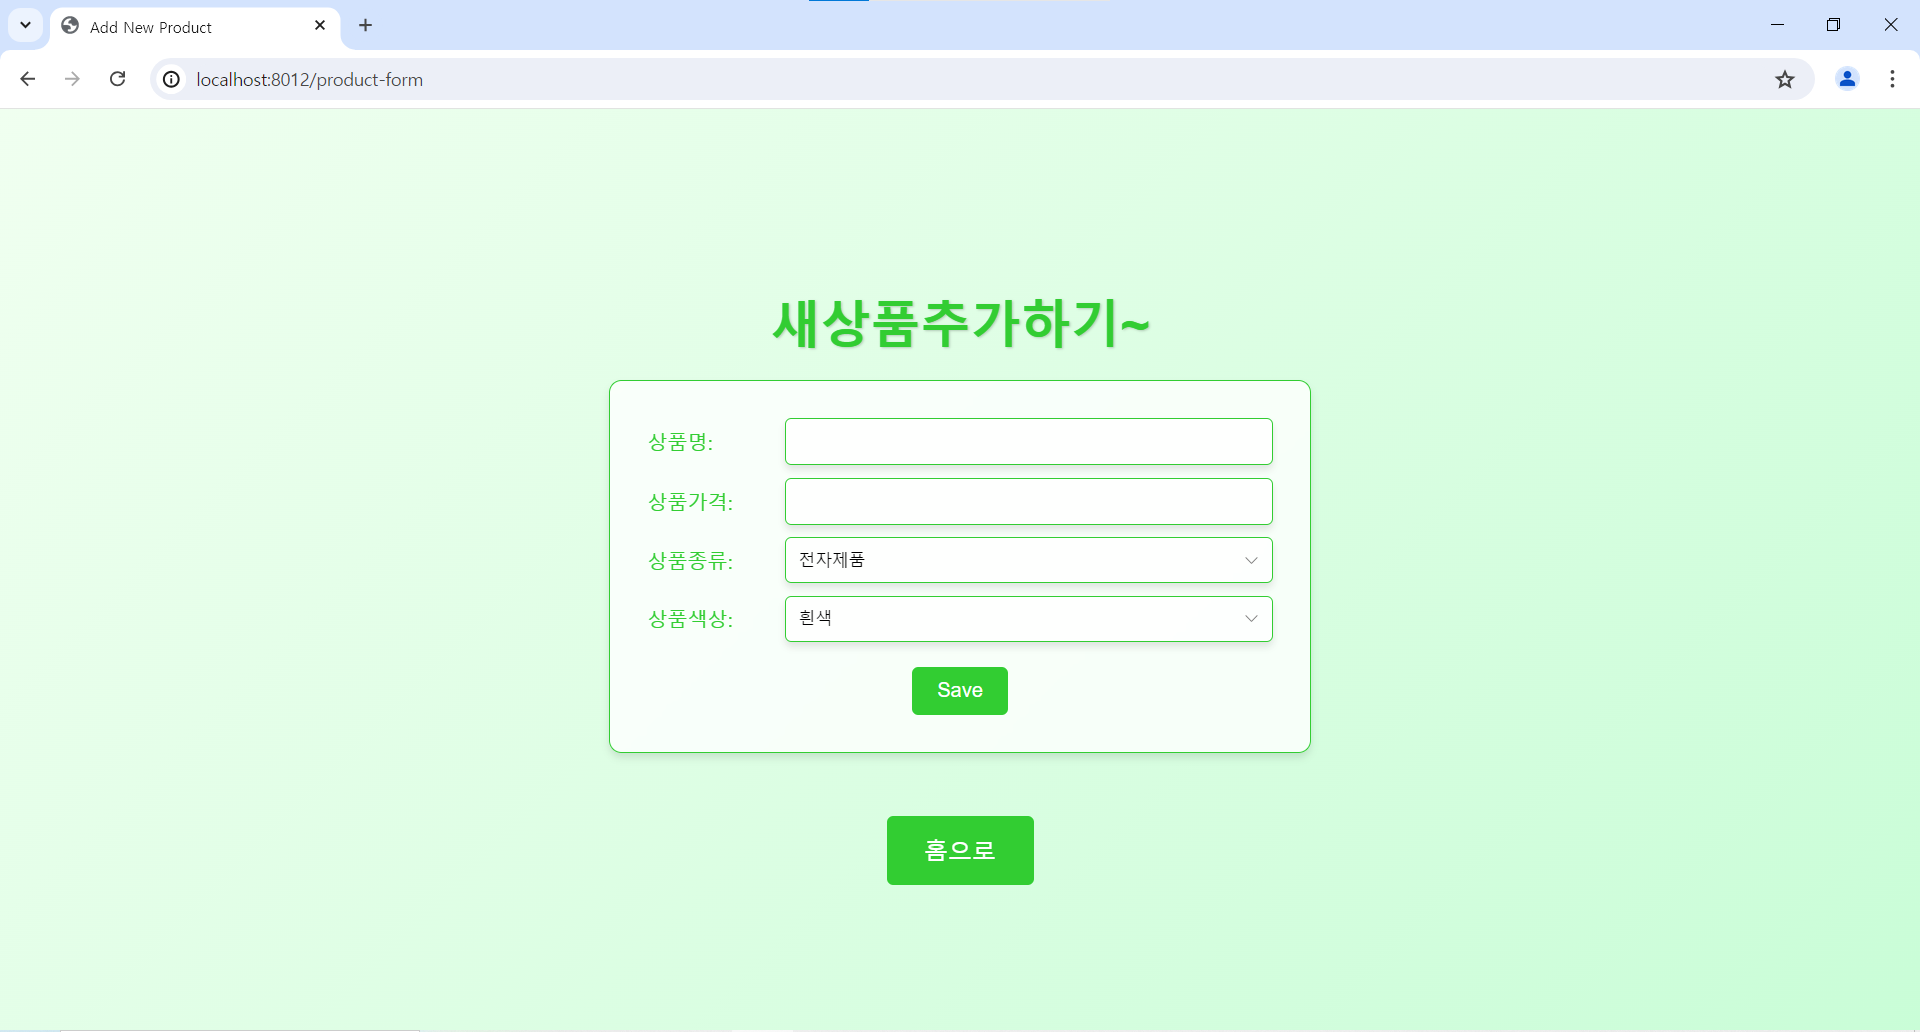 Add New Product
localhost:8012/product-form
새상품추가하기~
상품명:
상품가격:
상품종류: 전자제품
상품색상: 흰색
Save
홈으로